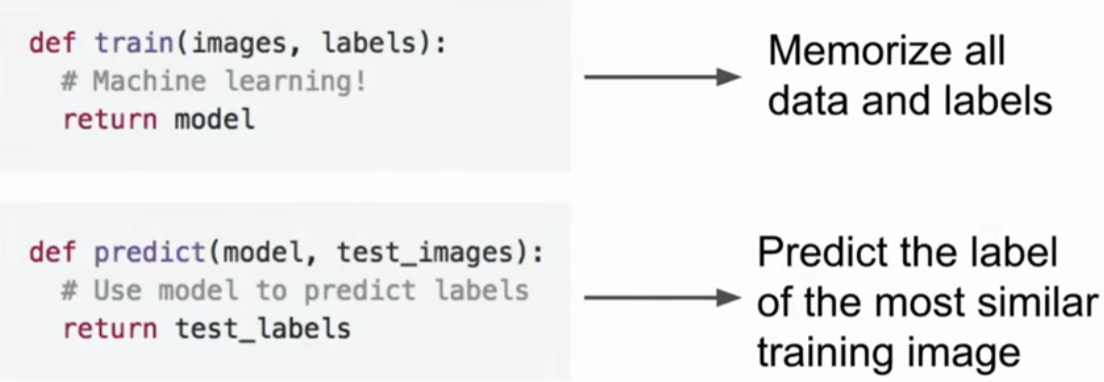 def train(images, labels):
# Machine learning!
return model
Memorize all
data and labels
def predict(model, test_images):
# Use model to predict labels
return test_labels
Predict the label
of the most similar
training image